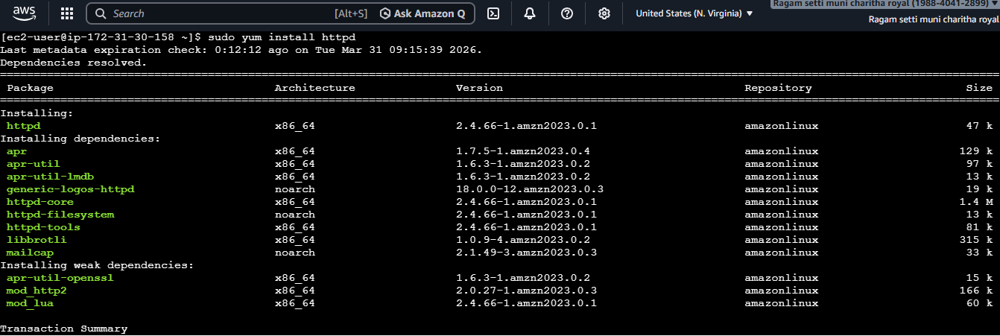 aws Search [Alt+S] Ask Amazon Q United States (N. Virginia) ▼ Ragam setti muni charitha royal (1988-4041-2899) ▼
Ragam setti muni charitha royal
[ec2-user@ip-172-31-30-158 ~]$ sudo yum install httpd
Last metadata expiration check: 0:12:12 ago on Tue Mar 31 09:15:39 2026.
Dependencies resolved.
Package Architecture Version Repository Size
Installing:
httpd x86_64 2.4.66-1.amzn2023.0.1 amazonlinux 47 k
Installing dependencies:
apr x86_64 1.7.5-1.amzn2023.0.4 amazonlinux 129 k
apr-util x86_64 1.6.3-1.amzn2023.0.2 amazonlinux 97 k
apr-util-lmdb x86_64 1.6.3-1.amzn2023.0.2 amazonlinux 13 k
generic-logos-httpd noarch 18.0.0-12.amzn2023.0.3 amazonlinux 19 k
httpd-core x86_64 2.4.66-1.amzn2023.0.1 amazonlinux 1.4 M
httpd-filesystem noarch 2.4.66-1.amzn2023.0.1 amazonlinux 13 k
httpd-tools x86_64 2.4.66-1.amzn2023.0.1 amazonlinux 81 k
libbrotli x86_64 1.0.9-4.amzn2023.0.2 amazonlinux 315 k
mailcap noarch 2.1.49-3.amzn2023.0.3 amazonlinux 33 k
Installing weak dependencies:
apr-util-openssl x86_64 1.6.3-1.amzn2023.0.2 amazonlinux 15 k
mod_http2 x86_64 2.0.27-1.amzn2023.0.3 amazonlinux 166 k
mod_lua x86_64 2.4.66-1.amzn2023.0.1 amazonlinux 60 k
Transaction Summary